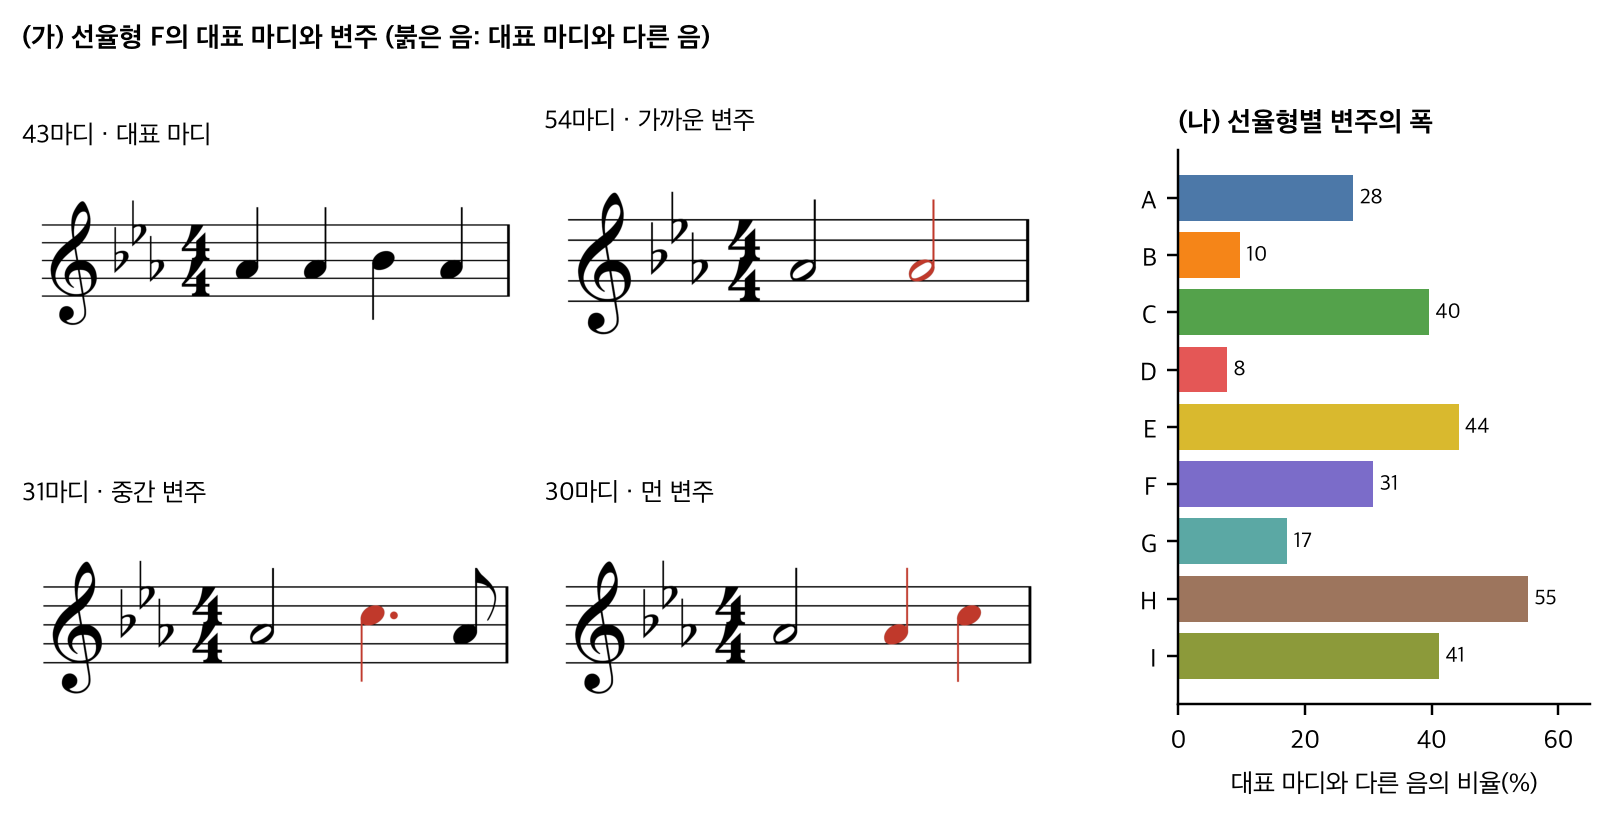 (가) 선율형 F의 대표 마디와 변주 (붉은 음: 대표 마디와 다른 음)
43마디 · 대표 마디
54마디 · 가까운 변주
31마디 · 중간 변주
30마디 · 먼 변주
(나) 선율형별 변주의 폭
A 28
B 10
C 40
D 8
E 44
F 31
G 17
H 55
I 41
0 20 40 60
대표 마디와 다른 음의 비율(%)